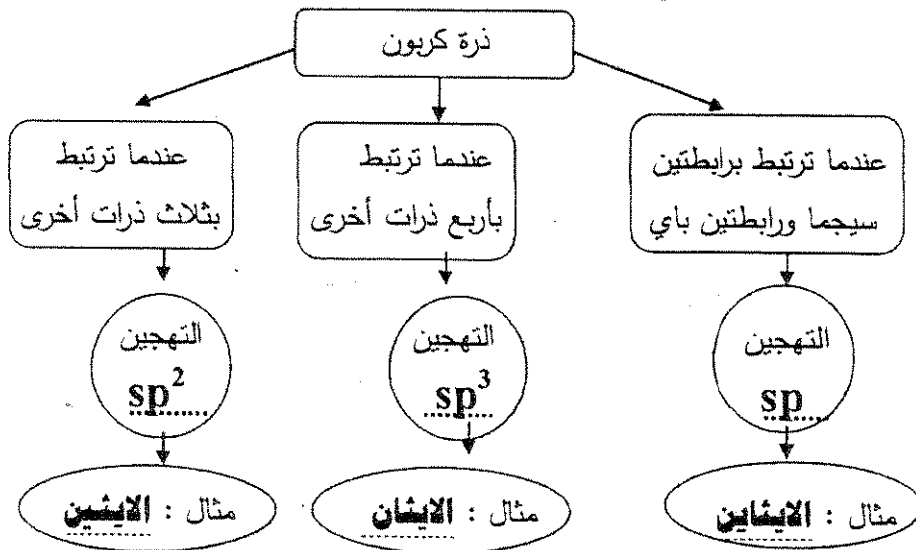 ذرة كربون
عندما ترتبط برابطتين
سيجما ورابطتين باي
عندما ترتبط
بأربع ذرات أخرى
عندما ترتبط
بثلاث ذرات أخرى
التهجين
sp
التهجين
sp³
التهجين
sp²
مثال : الايثاين
مثال : الايثان
مثال : الايثين